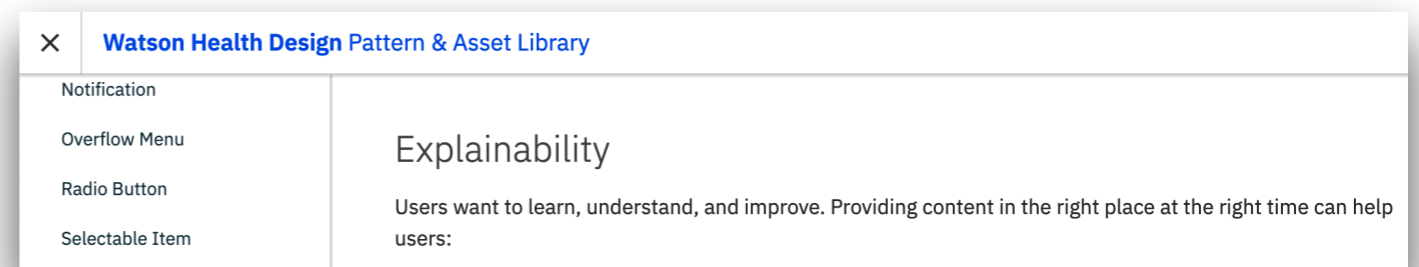 Watson Health Design Pattern & Asset Library
Notification
Overflow Menu
Radio Button
Selectable Item
Explainability
Users want to learn, understand, and improve. Providing content in the right place at the right time can help
users: